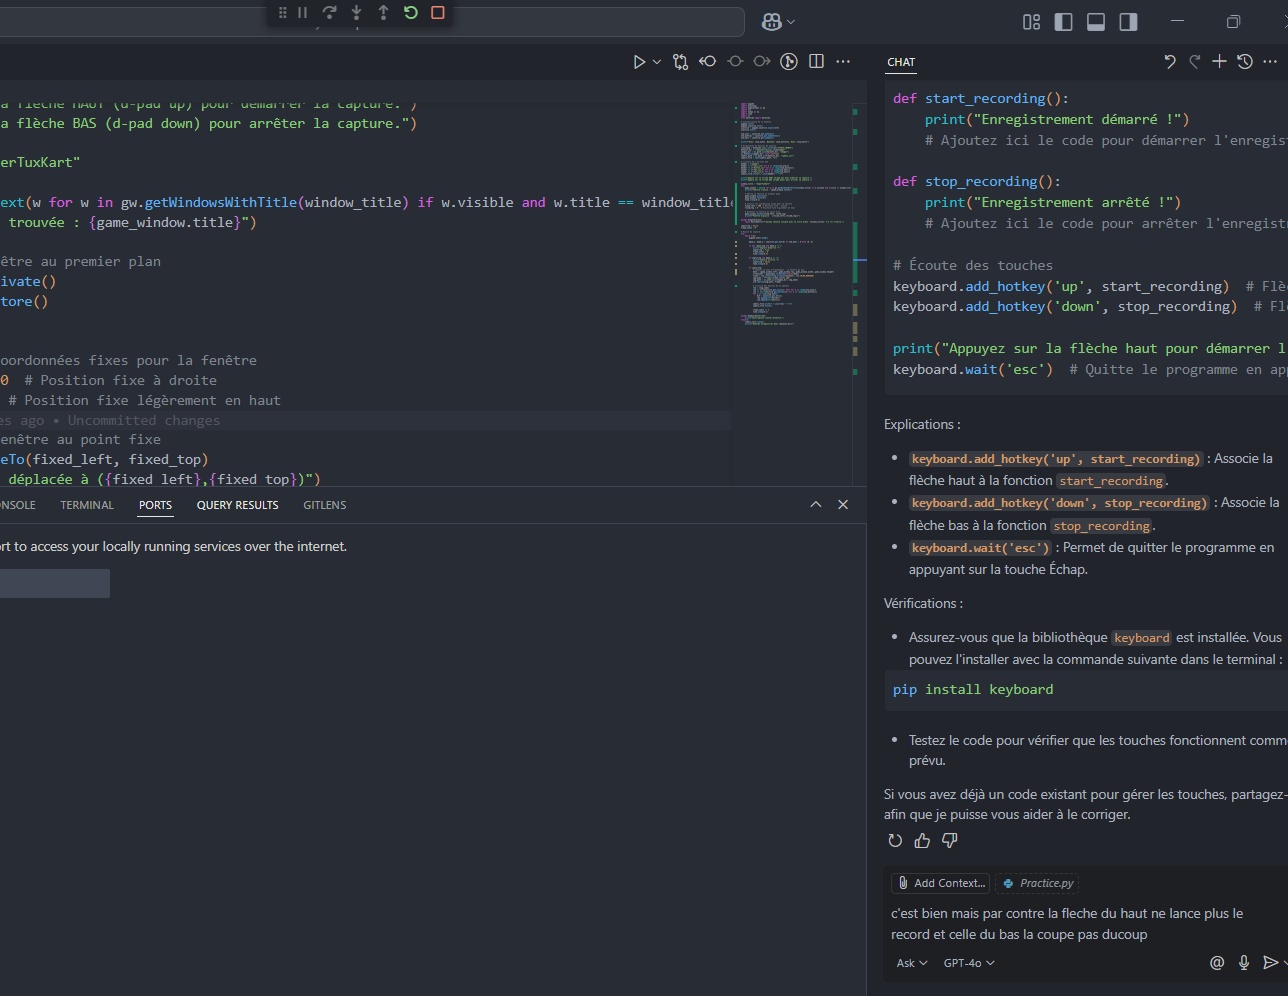 a flèche HAUT (d-pad up) pour démarrer la capture.")
a flèche BAS (d-pad down) pour arrêter la capture.")
erTuxKart"
ext(w for w in gw.getWindowsWithTitle(window_title) if w.visible and w.title == window_title
trouvée : {game_window.title}")
être au premier plan
ivate()
tore()
oordonnées fixes pour la fenêtre
0 # Position fixe à droite
# Position fixe légèrement en haut
es ago • Uncommitted changes
enêtre au point fixe
eTo(fixed_left, fixed_top)
déplacée à ({fixed_left},{fixed_top})")
NSOLE TERMINAL PORTS QUERY RESULTS GITLENS
rt to access your locally running services over the internet.
CHAT
def start_recording():
print("Enregistrement démarré !")
# Ajoutez ici le code pour démarrer l'enregist
def stop_recording():
print("Enregistrement arrêté !")
# Ajoutez ici le code pour arrêter l'enregistr
# Écoute des touches
keyboard.add_hotkey('up', start_recording) # Flè
keyboard.add_hotkey('down', stop_recording) # Fl
print("Appuyez sur la flèche haut pour démarrer l
keyboard.wait('esc') # Quitte le programme en ap
Explications :
• keyboard.add_hotkey('up', start_recording) : Associe la
flèche haut à la fonction start_recording.
• keyboard.add_hotkey('down', stop_recording) : Associe la
flèche bas à la fonction stop_recording.
• keyboard.wait('esc') : Permet de quitter le programme en
appuyant sur la touche Échap.
Vérifications :
• Assurez-vous que la bibliothèque keyboard est installée. Vous
pouvez l'installer avec la commande suivante dans le terminal :
pip install keyboard
• Testez le code pour vérifier que les touches fonctionnent comme
prévu.
Si vous avez déjà un code existant pour gérer les touches, partagez-
afin que je puisse vous aider à le corriger.
Add Context... Practice.py
c'est bien mais par contre la fleche du haut ne lance plus le
record et celle du bas la coupe pas ducoup
Ask GPT-4o